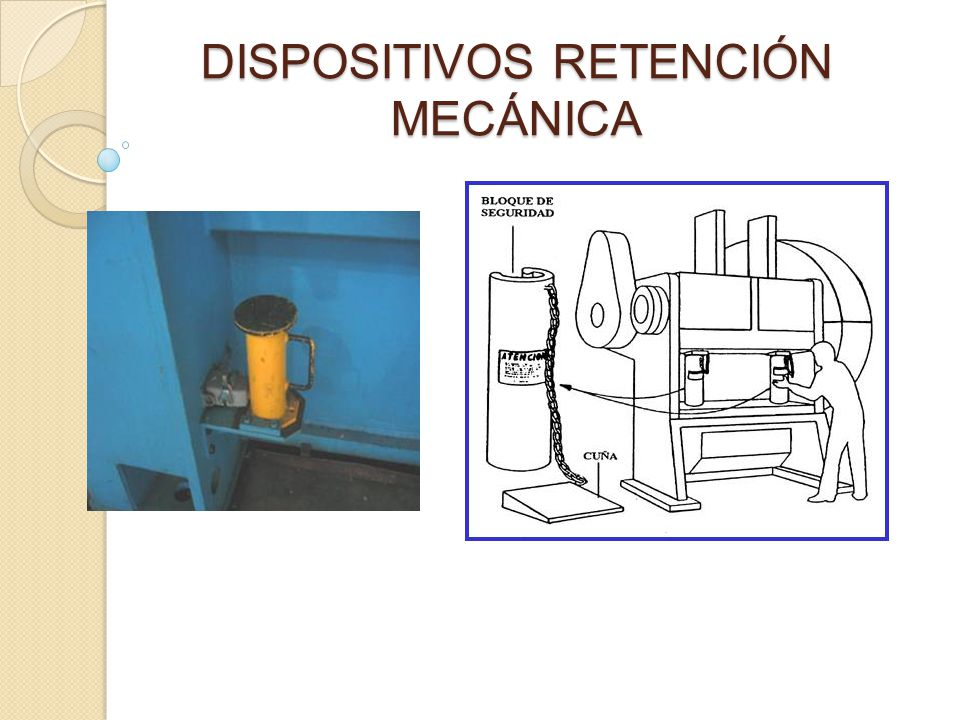 DISPOSITIVOS RETENCIÓN
MECÁNICA
BLOQUE DE
SEGURIDAD
ATENCION
CUÑA